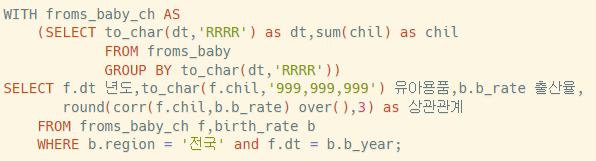 WITH froms_baby_ch AS
(SELECT to_char(dt,'RRRR') as dt,sum(chil) as chil
FROM froms_baby
GROUP BY to_char(dt,'RRRR'))
SELECT f.dt 년도,to_char(f.chil,'999,999,999') 유아용품,b.b_rate 출산율,
round(corr(f.chil,b.b_rate) over(),3) as 상관관계
FROM froms_baby_ch f,birth_rate b
WHERE b.region = '전국' and f.dt = b.b_year;